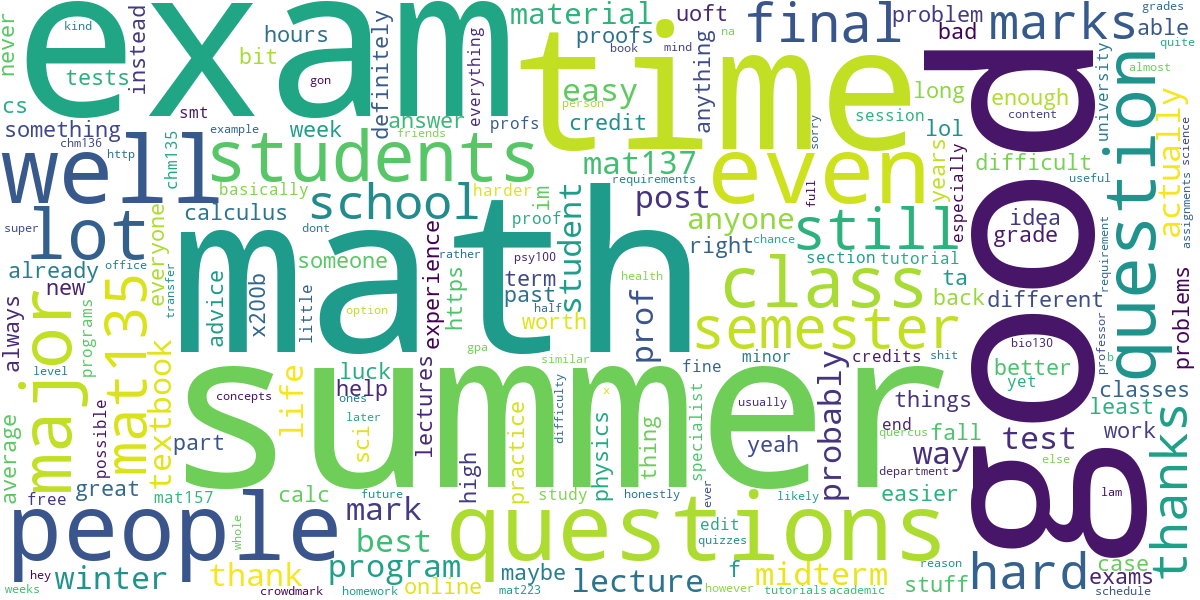 exam
time
good
math
summer
students
well
lot
people
questions
question
even
still
class
semester
major
mat135
final
marks
hard
thanks
school
post
material
uoft
problem
able
bad
grades
quite
almost
never
kind
tests
bit
hours
instead
gon
everything
definitely
proofs
book
mind
na
easy
person
credit
anything
long
enough
content
session
university
cs
smt
something
chm136
http
chm135
example
week
answer
friends
profs
basically
harder
mat137
requirements
sorry
full
lol
years
especially
difficult
useful
actually
assignments
science
requirement
super
already
office
transfer
everyone
calculus
dont
im
proof
student
anyone
right
chance
section
tutorial
ta
back
idea
grade
different
problems
professor
b
always
new
level
programs
possible
average
free
textbook
advice
x200b
little
someone
option
experience
https
rather
psy100
term
past
half
worth
health
prof
gpa
similar
fine
minor
probably
credits
shit
bio130
better
yet
classes
least
work
part
mat157
great
life
concepts
luck
help
ones
later
sci
lectures
high
practice
difficulty
x
physics
thing
specialist
usually
yeah
things
end
quercus
fall
way
department
easier
test
else
lam
case
exams
schedule
hey
weeks
winter
whole
thank
calc
future
mark
best
program
crowdmark
homework
online
study
honestly
maybe
mat223
lecture
edit
quizzes
ever
f
however
likely
midterm
tutorials
academic
stuff
reason